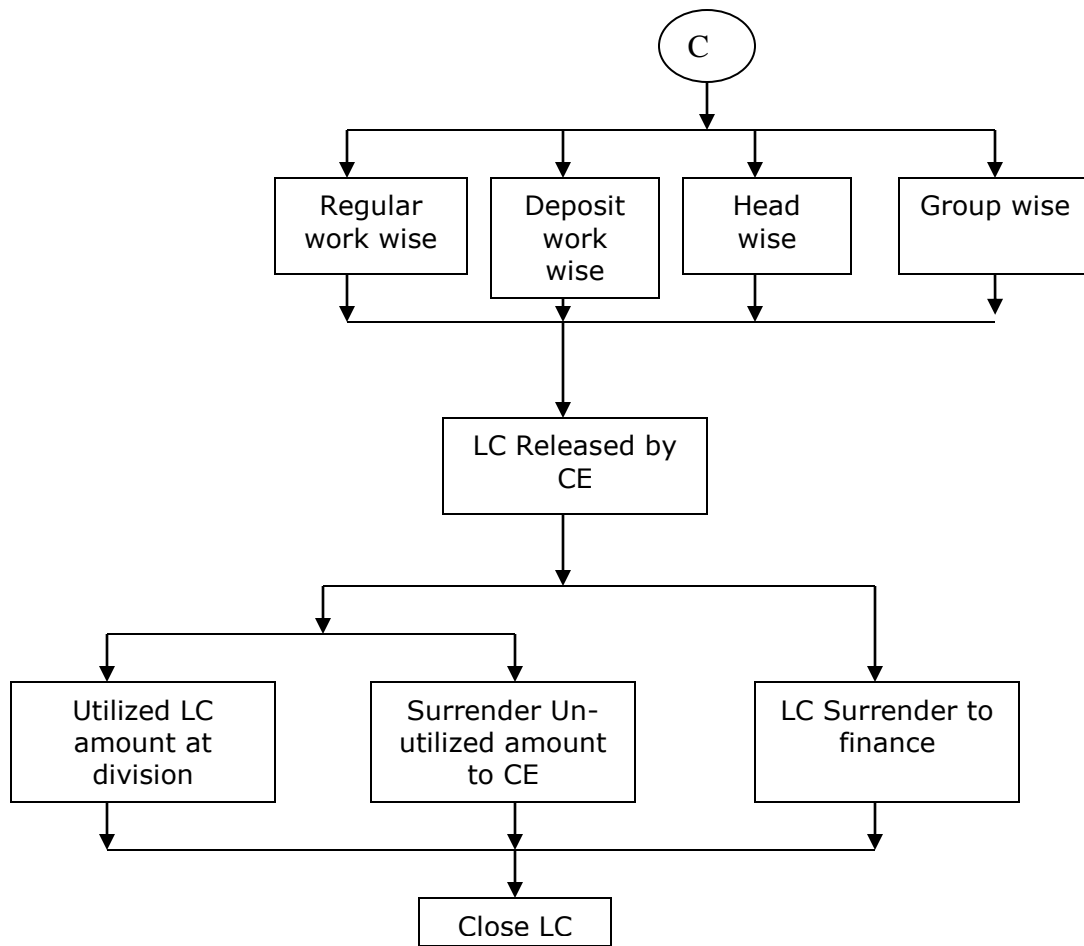 C
Regular
work wise
Deposit
work
wise
Head
wise
Group wise
LC Released by
CE
Utilized LC
amount at
division
Surrender Un-
utilized amount
to CE
LC Surrender to
finance
Close LC